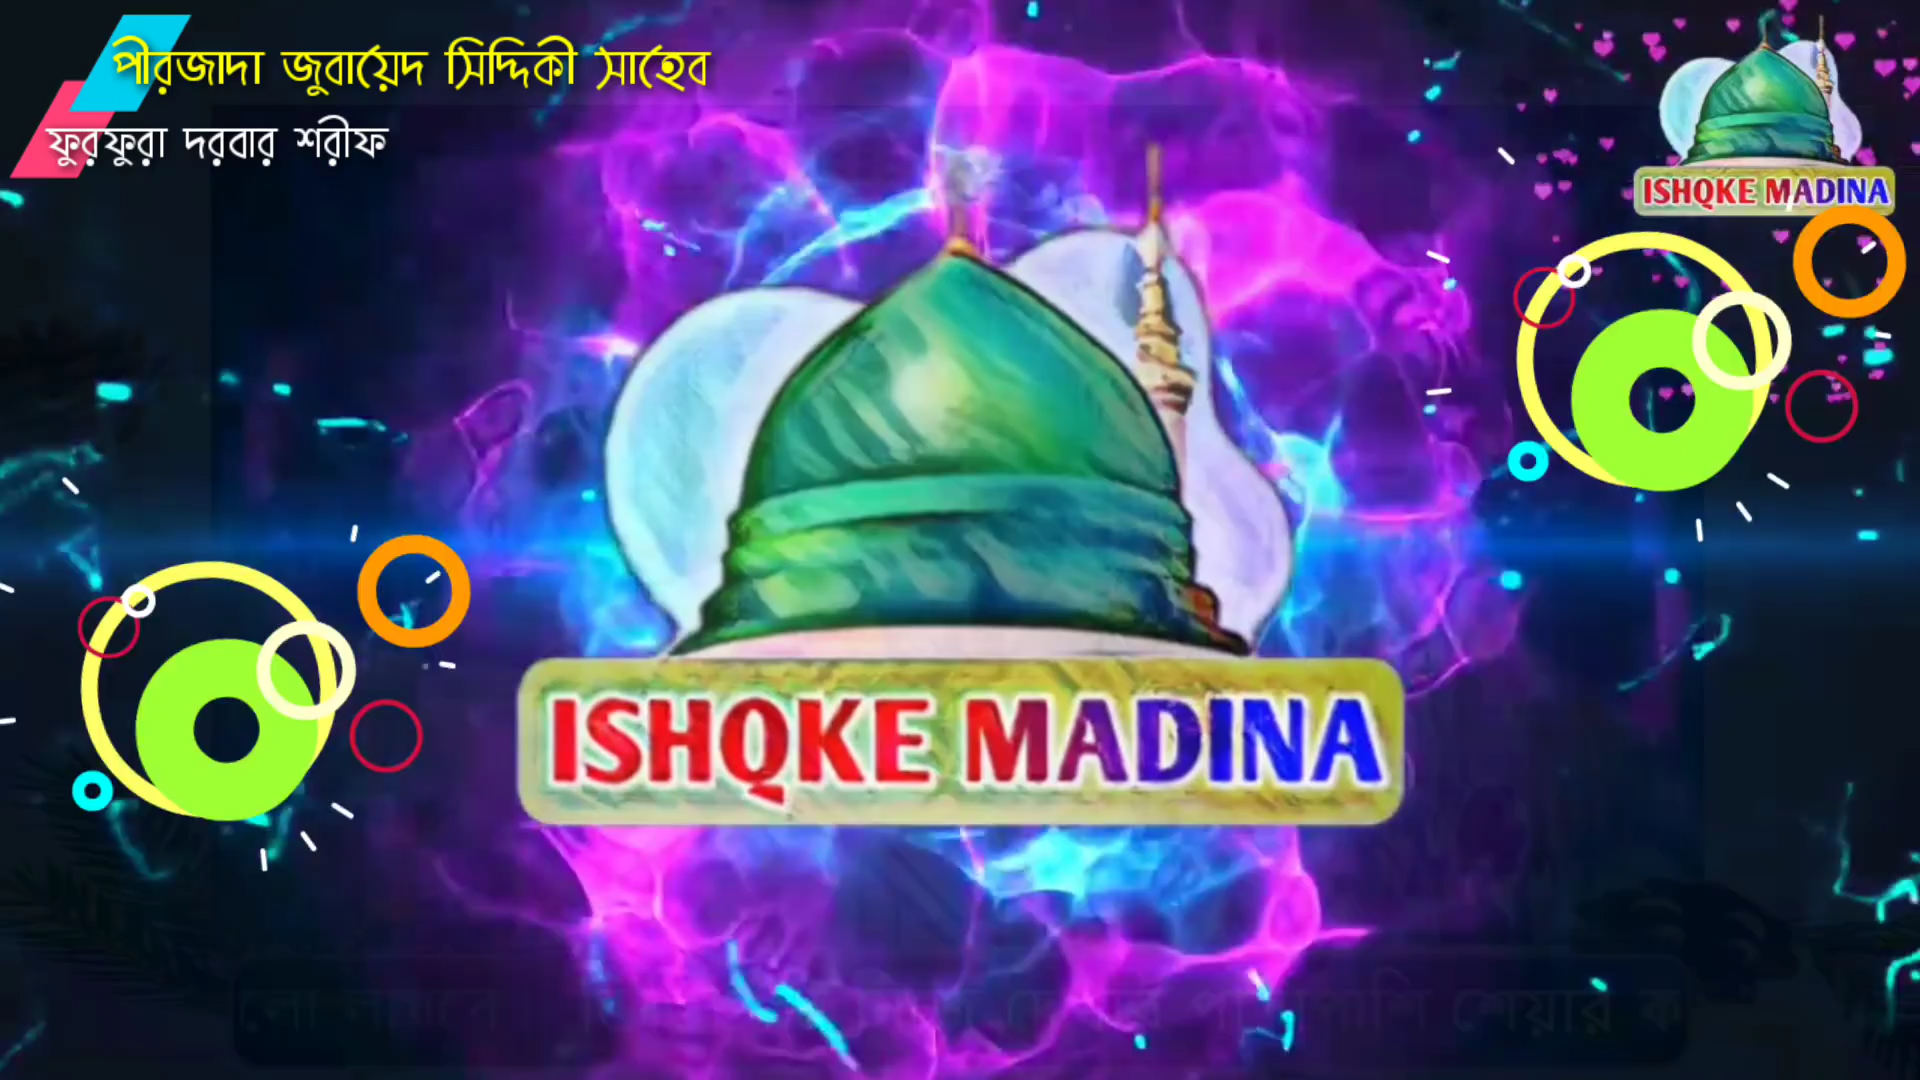 পীরজাদা জুবায়েদ সিদ্দিকী সাহেব
ফুরফুরা দরবার শরীফ
ISHQKE MADINA
ISHQKE MADINA
শেয়ার ক